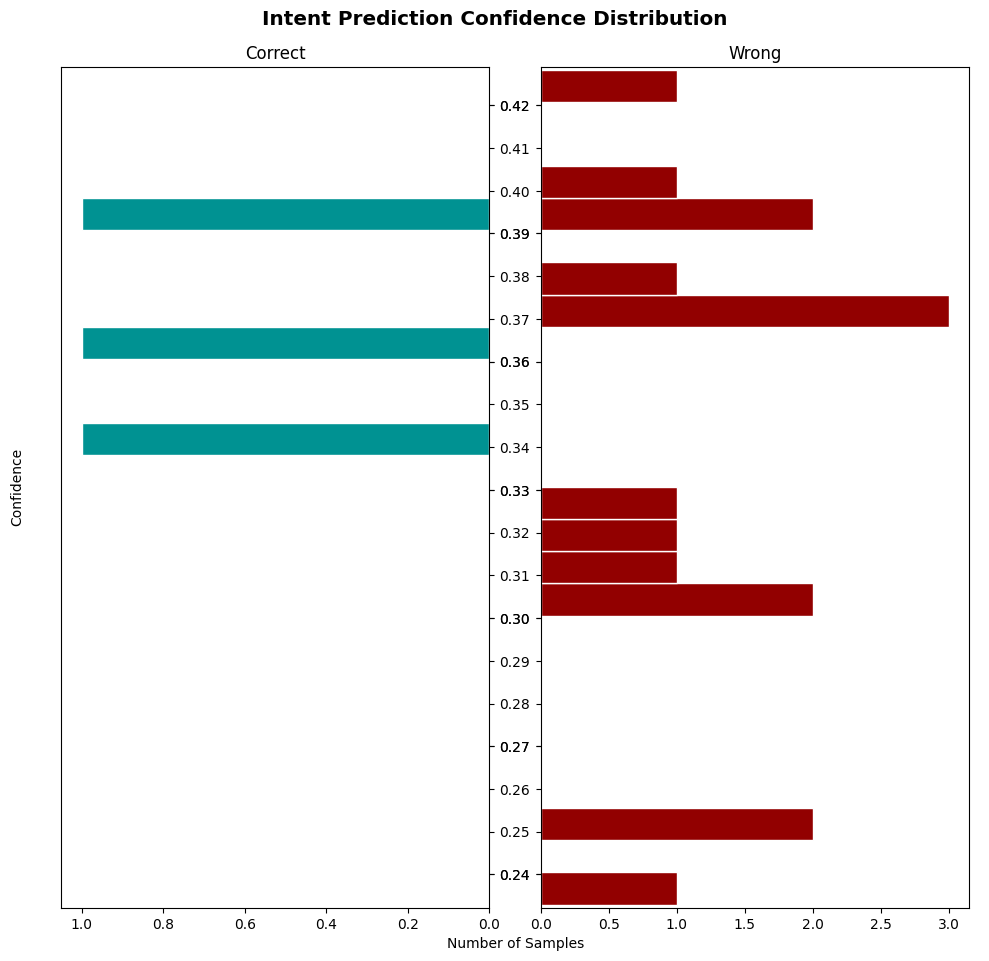 Intent Prediction Confidence Distribution
Correct
Wrong
Confidence
0.42
0.41
0.40
0.39
0.38
0.37
0.36
0.35
0.34
0.33
0.32
0.31
0.30
0.29
0.28
0.27
0.26
0.25
0.24
1.0 0.8 0.6 0.4 0.2 0.0
0.0 0.5 1.0 1.5 2.0 2.5 3.0
Number of Samples